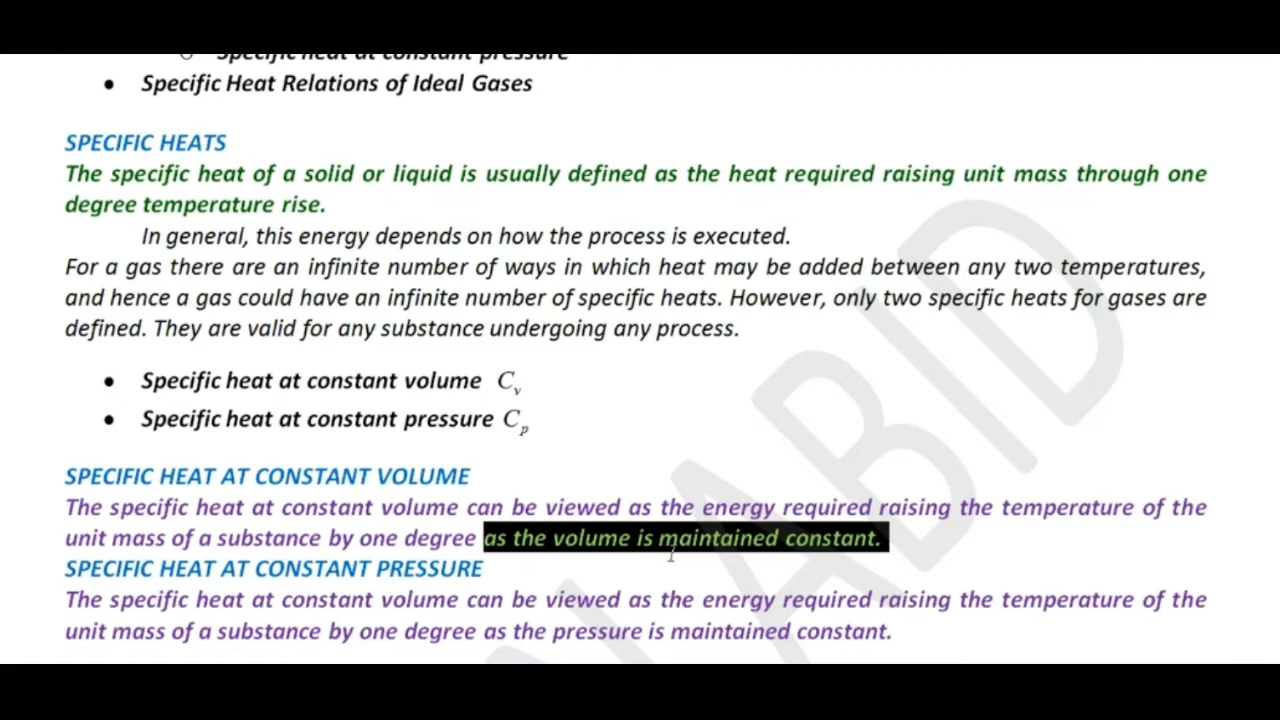 ○ Specific heat at constant pressure
• Specific Heat Relations of Ideal Gases
SPECIFIC HEATS
The specific heat of a solid or liquid is usually defined as the heat required raising unit mass through one
degree temperature rise.
In general, this energy depends on how the process is executed.
For a gas there are an infinite number of ways in which heat may be added between any two temperatures,
and hence a gas could have an infinite number of specific heats. However, only two specific heats for gases are
defined. They are valid for any substance undergoing any process.
• Specific heat at constant volume Cv
• Specific heat at constant pressure Cp
SPECIFIC HEAT AT CONSTANT VOLUME
The specific heat at constant volume can be viewed as the energy required raising the temperature of the
unit mass of a substance by one degree as the volume is maintained constant.
SPECIFIC HEAT AT CONSTANT PRESSURE
The specific heat at constant volume can be viewed as the energy required raising the temperature of the
unit mass of a substance by one degree as the pressure is maintained constant.
ABID